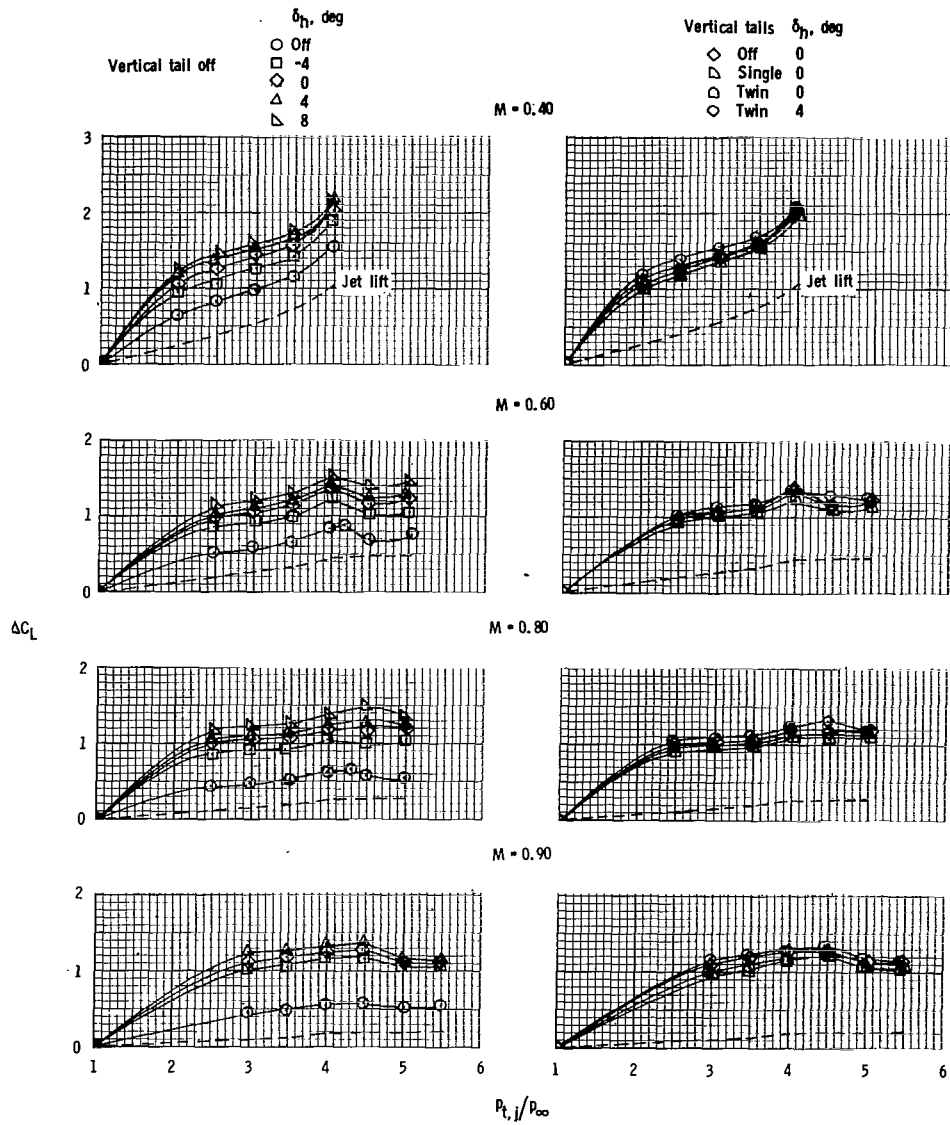 δh, deg
Off
-4
0
4
8
Vertical tail off
Vertical tails δh, deg
Off 0
Single 0
Twin 0
Twin 4
M = 0.40
3
2
1
0
Jet lift
Jet lift
M = 0.60
2
1
0
ΔCL
M = 0.80
2
1
0
M = 0.90
2
1
0
1 2 3 4 5 6
1 2 3 4 5 6
pt,j/p∞